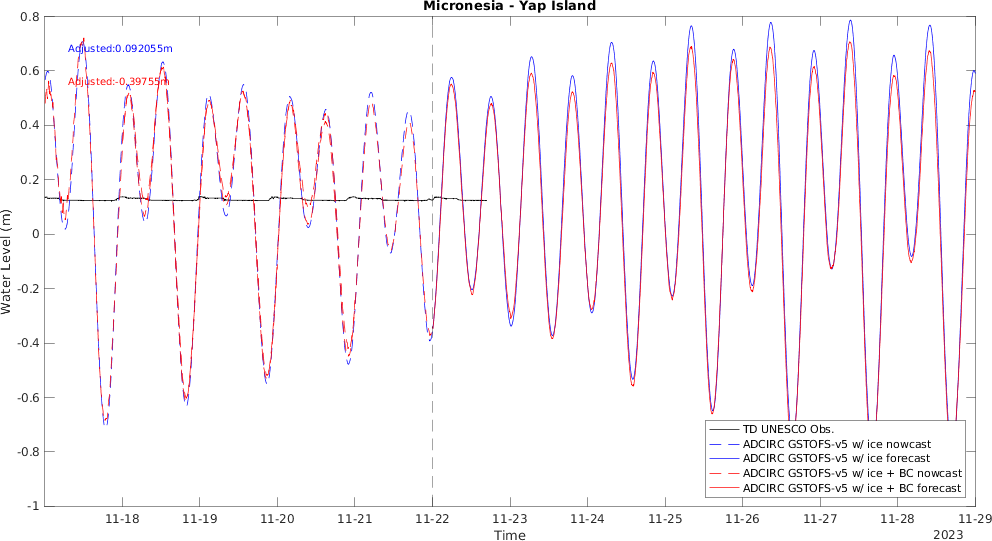 Micronesia - Yap Island
Adjusted:0.092055m
Adjusted:-0.39755m
0.8
0.6
0.4
0.2
0
-0.2
-0.4
-0.6
-0.8
-1
Water Level (m)
TD UNESCO Obs.
ADCIRC GSTOFS-v5 w/ ice nowcast
ADCIRC GSTOFS-v5 w/ ice forecast
ADCIRC GSTOFS-v5 w/ ice + BC nowcast
ADCIRC GSTOFS-v5 w/ ice + BC forecast
11-18 11-19 11-20 11-21 11-22 11-23 11-24 11-25 11-26 11-27 11-28 11-29
Time
2023